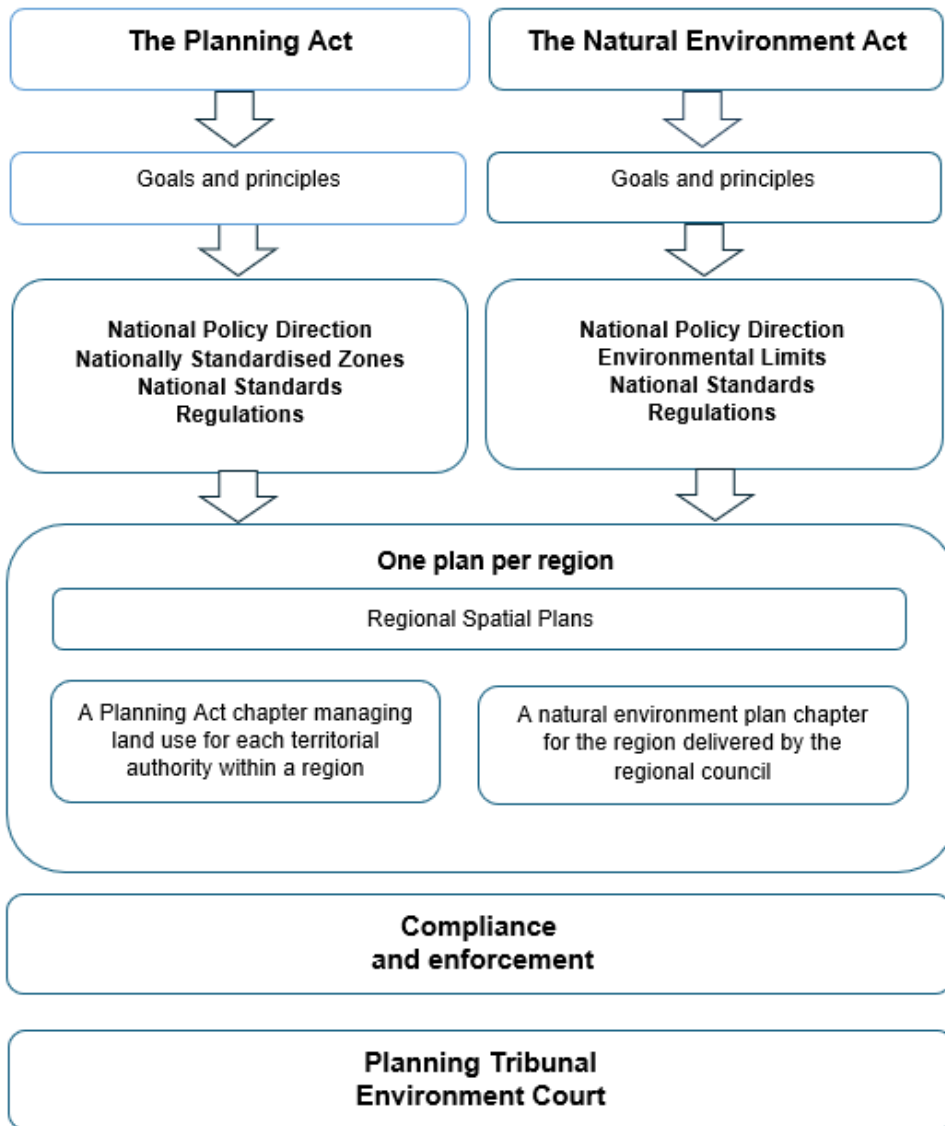 The Planning Act
The Natural Environment Act
Goals and principles
Goals and principles
National Policy Direction
Nationally Standardised Zones
National Standards
Regulations
National Policy Direction
Environmental Limits
National Standards
Regulations
One plan per region
Regional Spatial Plans
A Planning Act chapter managing
land use for each territorial
authority within a region
A natural environment plan chapter
for the region delivered by the
regional council
Compliance
and enforcement
Planning Tribunal
Environment Court